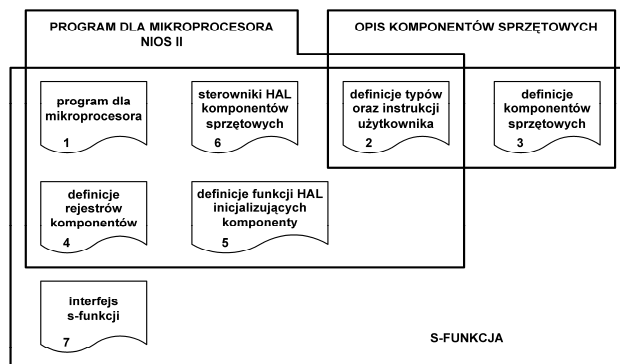 PROGRAM DLA MIKROPROCESORA
NIOS II
OPIS KOMPONENTÓW SPRZĘTOWYCH
program dla
mikroprocesora
1
sterowniki HAL
komponentów
sprzętowych
6
definicje typów
oraz instrukcji
użytkownika
2
definicje
komponentów
sprzętowych
3
definicje
rejestrów
komponentów
4
definicje funkcji HAL
inicjalizujących
komponenty
5
interfejs
s-funkcji
7
S-FUNKCJA